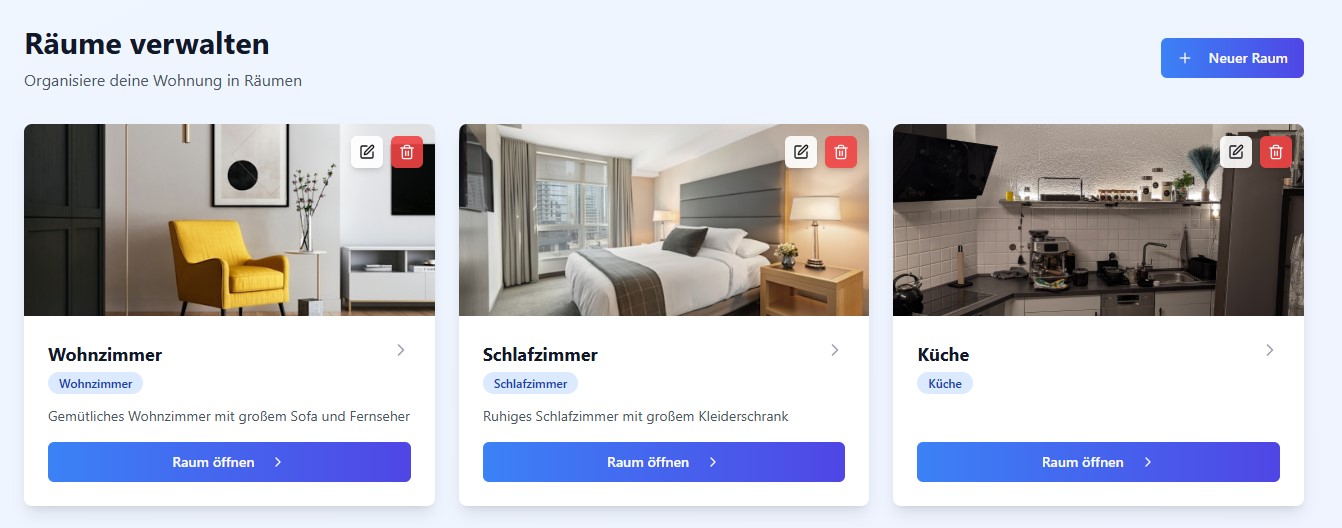 Räume verwalten
Organisiere deine Wohnung in Räumen
Neuer Raum
Wohnzimmer
Wohnzimmer
Gemütliches Wohnzimmer mit großem Sofa und Fernseher
Raum öffnen
Schlafzimmer
Schlafzimmer
Ruhiges Schlafzimmer mit großem Kleiderschrank
Raum öffnen
Küche
Küche
Raum öffnen